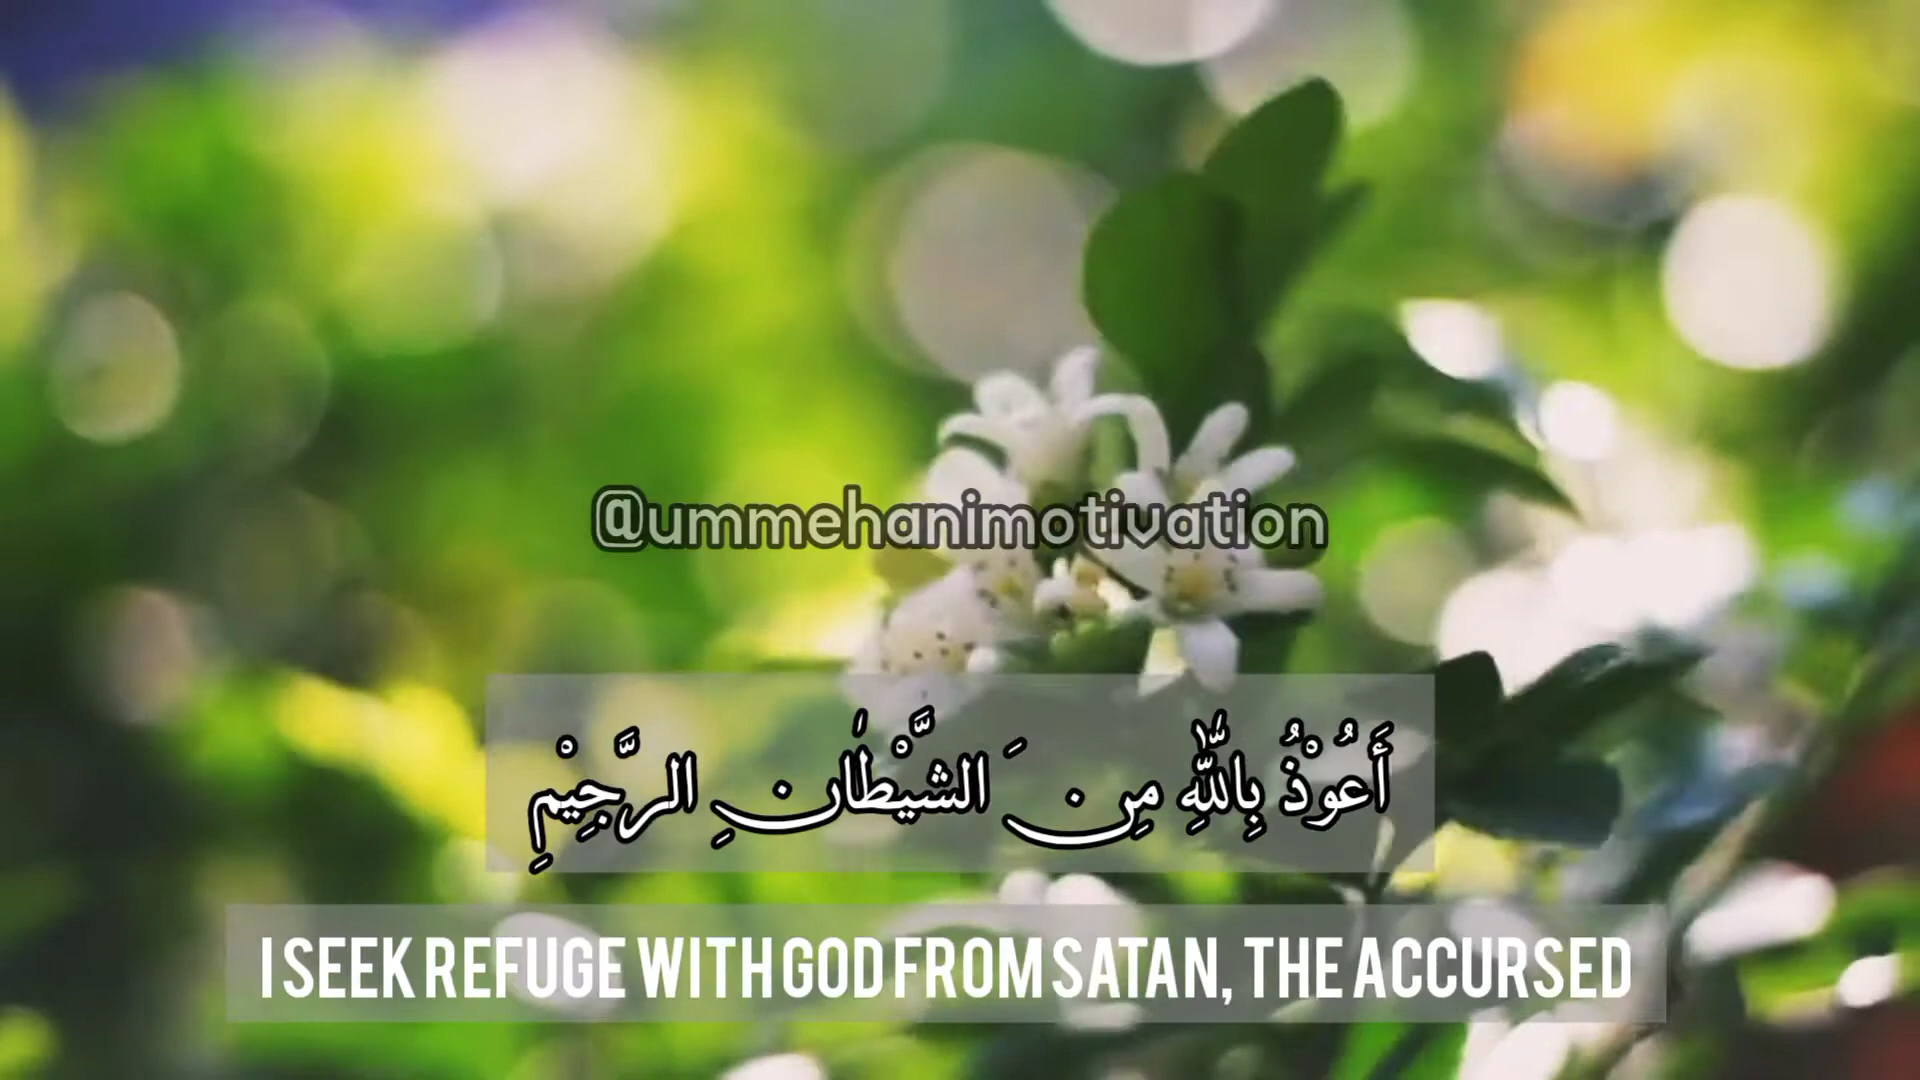 @ummehanimotivation
أَعُوْذُ بِاللّٰهِ مِنَ الشَّيْطٰانِ الرَّجِيْمِ
I SEEK REFUGE WITH GOD FROM SATAN, THE ACCURSED